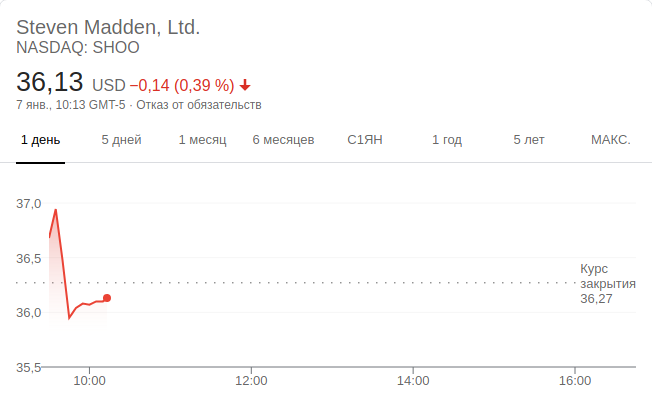 Steven Madden, Ltd.
NASDAQ: SHOO
36,13 USD −0,14 (0,39 %)
7 янв., 10:13 GMT-5 · Отказ от обязательств
1 день 5 дней 1 месяц 6 месяцев С1ЯН 1 год 5 лет МАКС.
37,0
36,5
Курс
закрытия
36,27
36,0
35,5
10:00 12:00 14:00 16:00